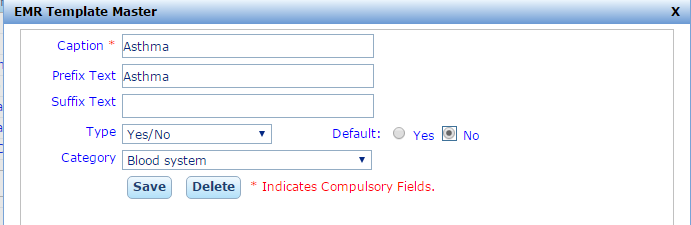 EMR Template Master X
Caption * Asthma
Prefix Text Asthma
Suffix Text
Type Yes/No Default: Yes No
Category Blood system
Save Delete * Indicates Compulsory Fields.